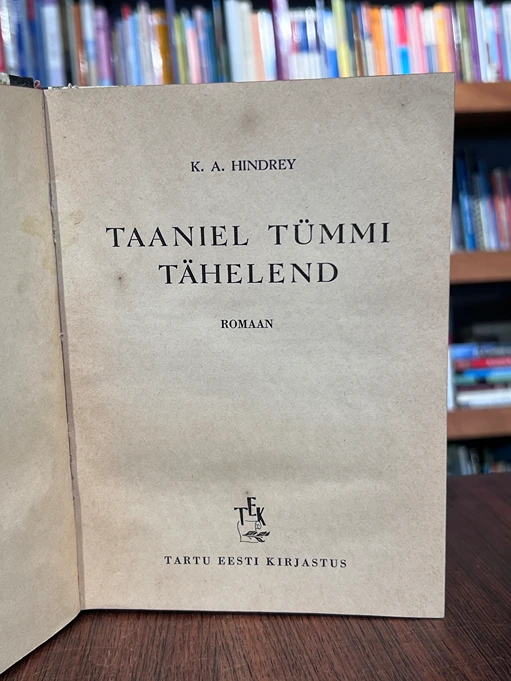 K. A. HINDREY
TAANIEL TÜMMI
TÄHELEND
ROMAAN
TEK
TARTU EESTI KIRJASTUS